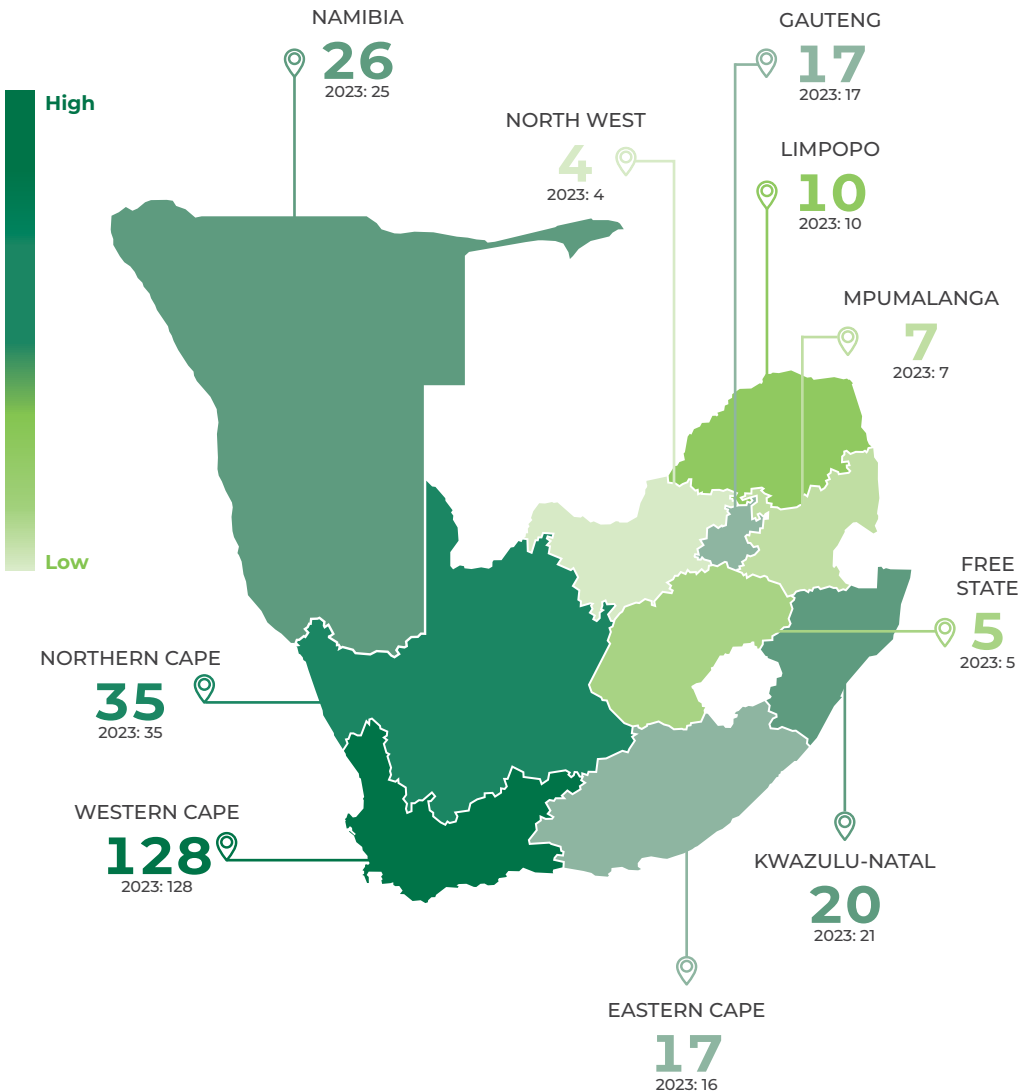 NAMIBIA
26
2023: 25
GAUTENG
17
2023: 17
High
NORTH WEST
4
2023: 4
LIMPOPO
10
2023: 10
MPUMALANGA
7
2023: 7
Low
FREE
STATE
5
2023: 5
NORTHERN CAPE
35
2023: 35
WESTERN CAPE
128
2023: 128
KWAZULU-NATAL
20
2023: 21
EASTERN CAPE
17
2023: 16